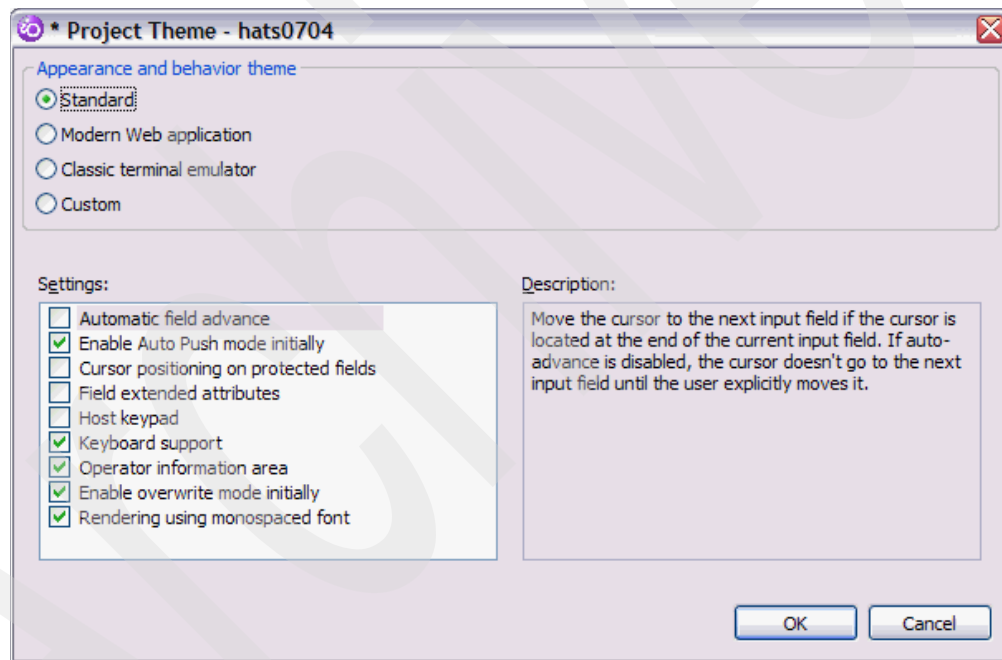 * Project Theme - hats0704
Appearance and behavior theme
Standard
Modern Web application
Classic terminal emulator
Custom
Settings:
Automatic field advance
Enable Auto Push mode initially
Cursor positioning on protected fields
Field extended attributes
Host keypad
Keyboard support
Operator information area
Enable overwrite mode initially
Rendering using monospaced font
Description:
Move the cursor to the next input field if the cursor is
located at the end of the current input field. If auto-
advance is disabled, the cursor doesn't go to the next
input field until the user explicitly moves it.
OK
Cancel